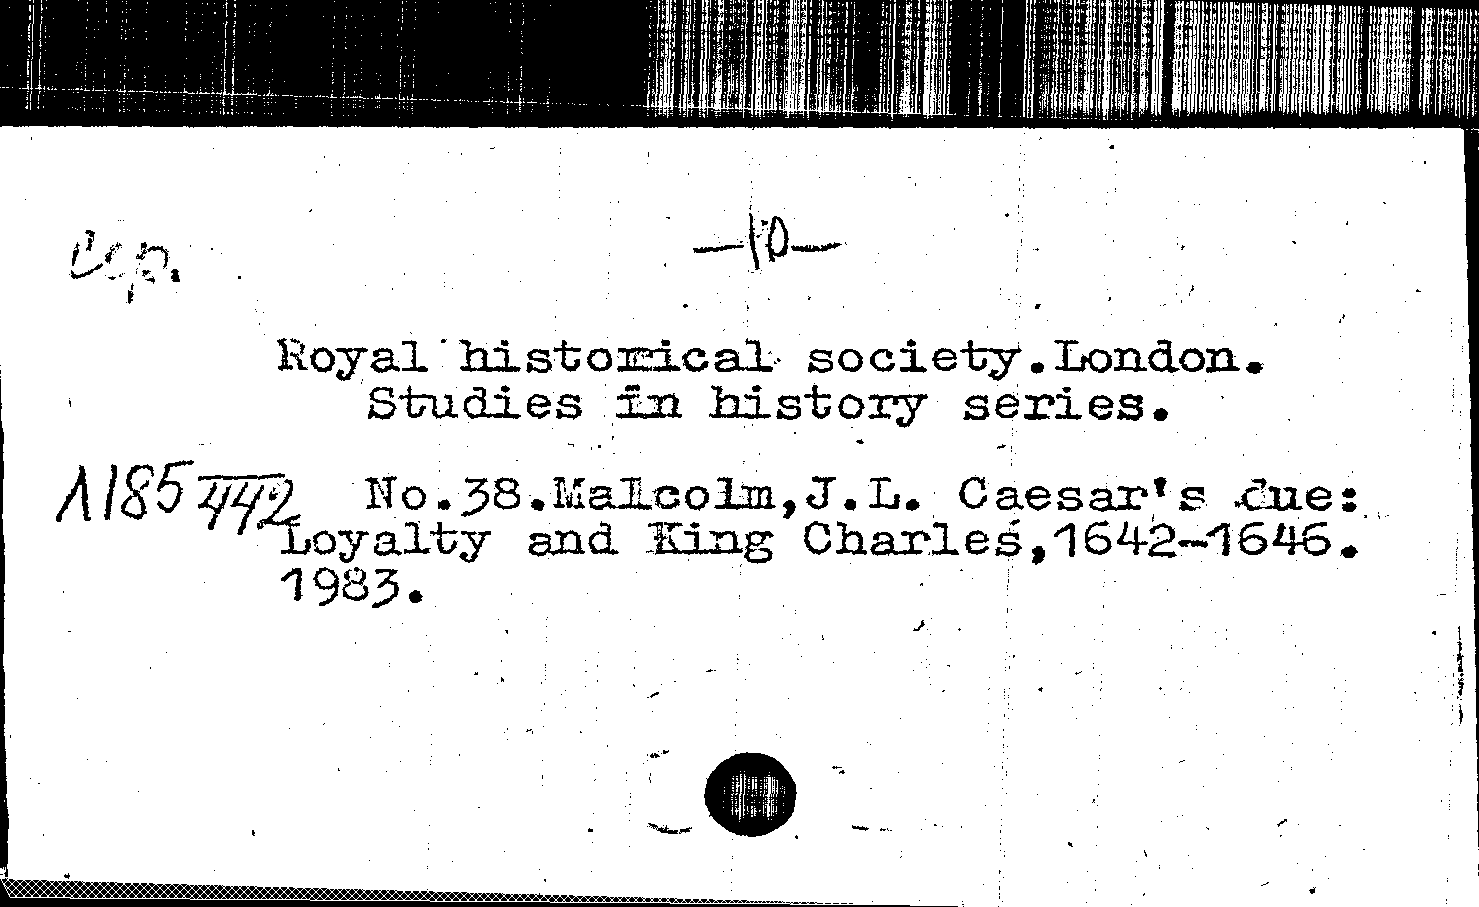 —10—
Royal historical society.London.
Studies in history series.
Л185442 No.38.Malcolm,J.L. Caesar's due:
Loyalty and King Charles,1642-1646.
1983.